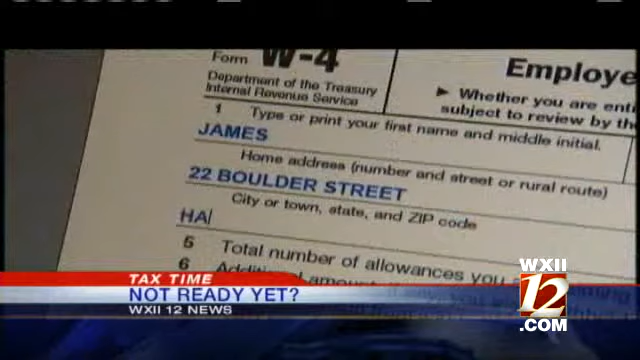 Form W-4
Department of the Treasury
Internal Revenue Service
Employe
► Whether you are enti
subject to review by the
1 Type or print your first name and middle initial.
JAMES
Home address (number and street or rural route)
22 BOULDER STREET
City or town, state, and ZIP code
HA
5 Total number of allowances you
6
TAX TIME
NOT READY YET?
WXII 12 NEWS
WXII
12
.COM